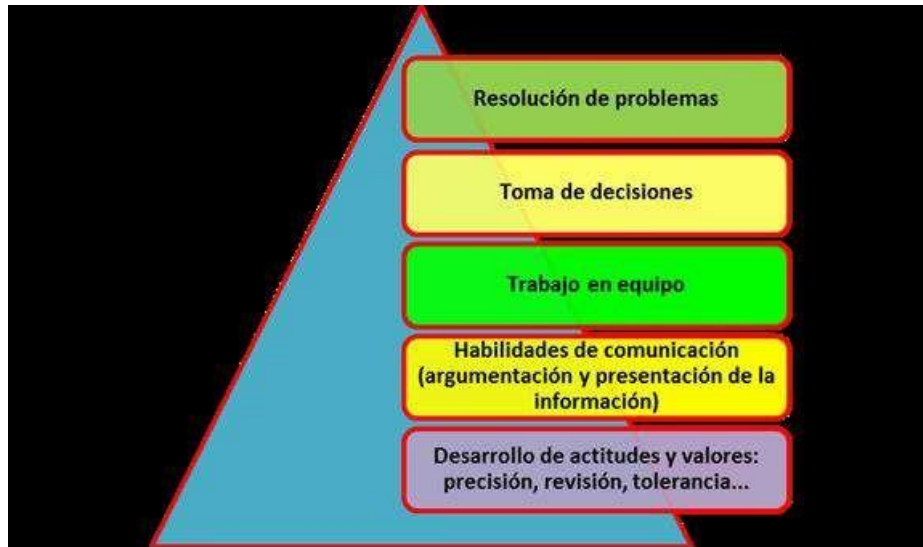 Resolución de problemas
Toma de decisiones
Trabajo en equipo
Habilidades de comunicación
(argumentación y presentación de la
información)
Desarrollo de actitudes y valores:
precisión, revisión, tolerancia...